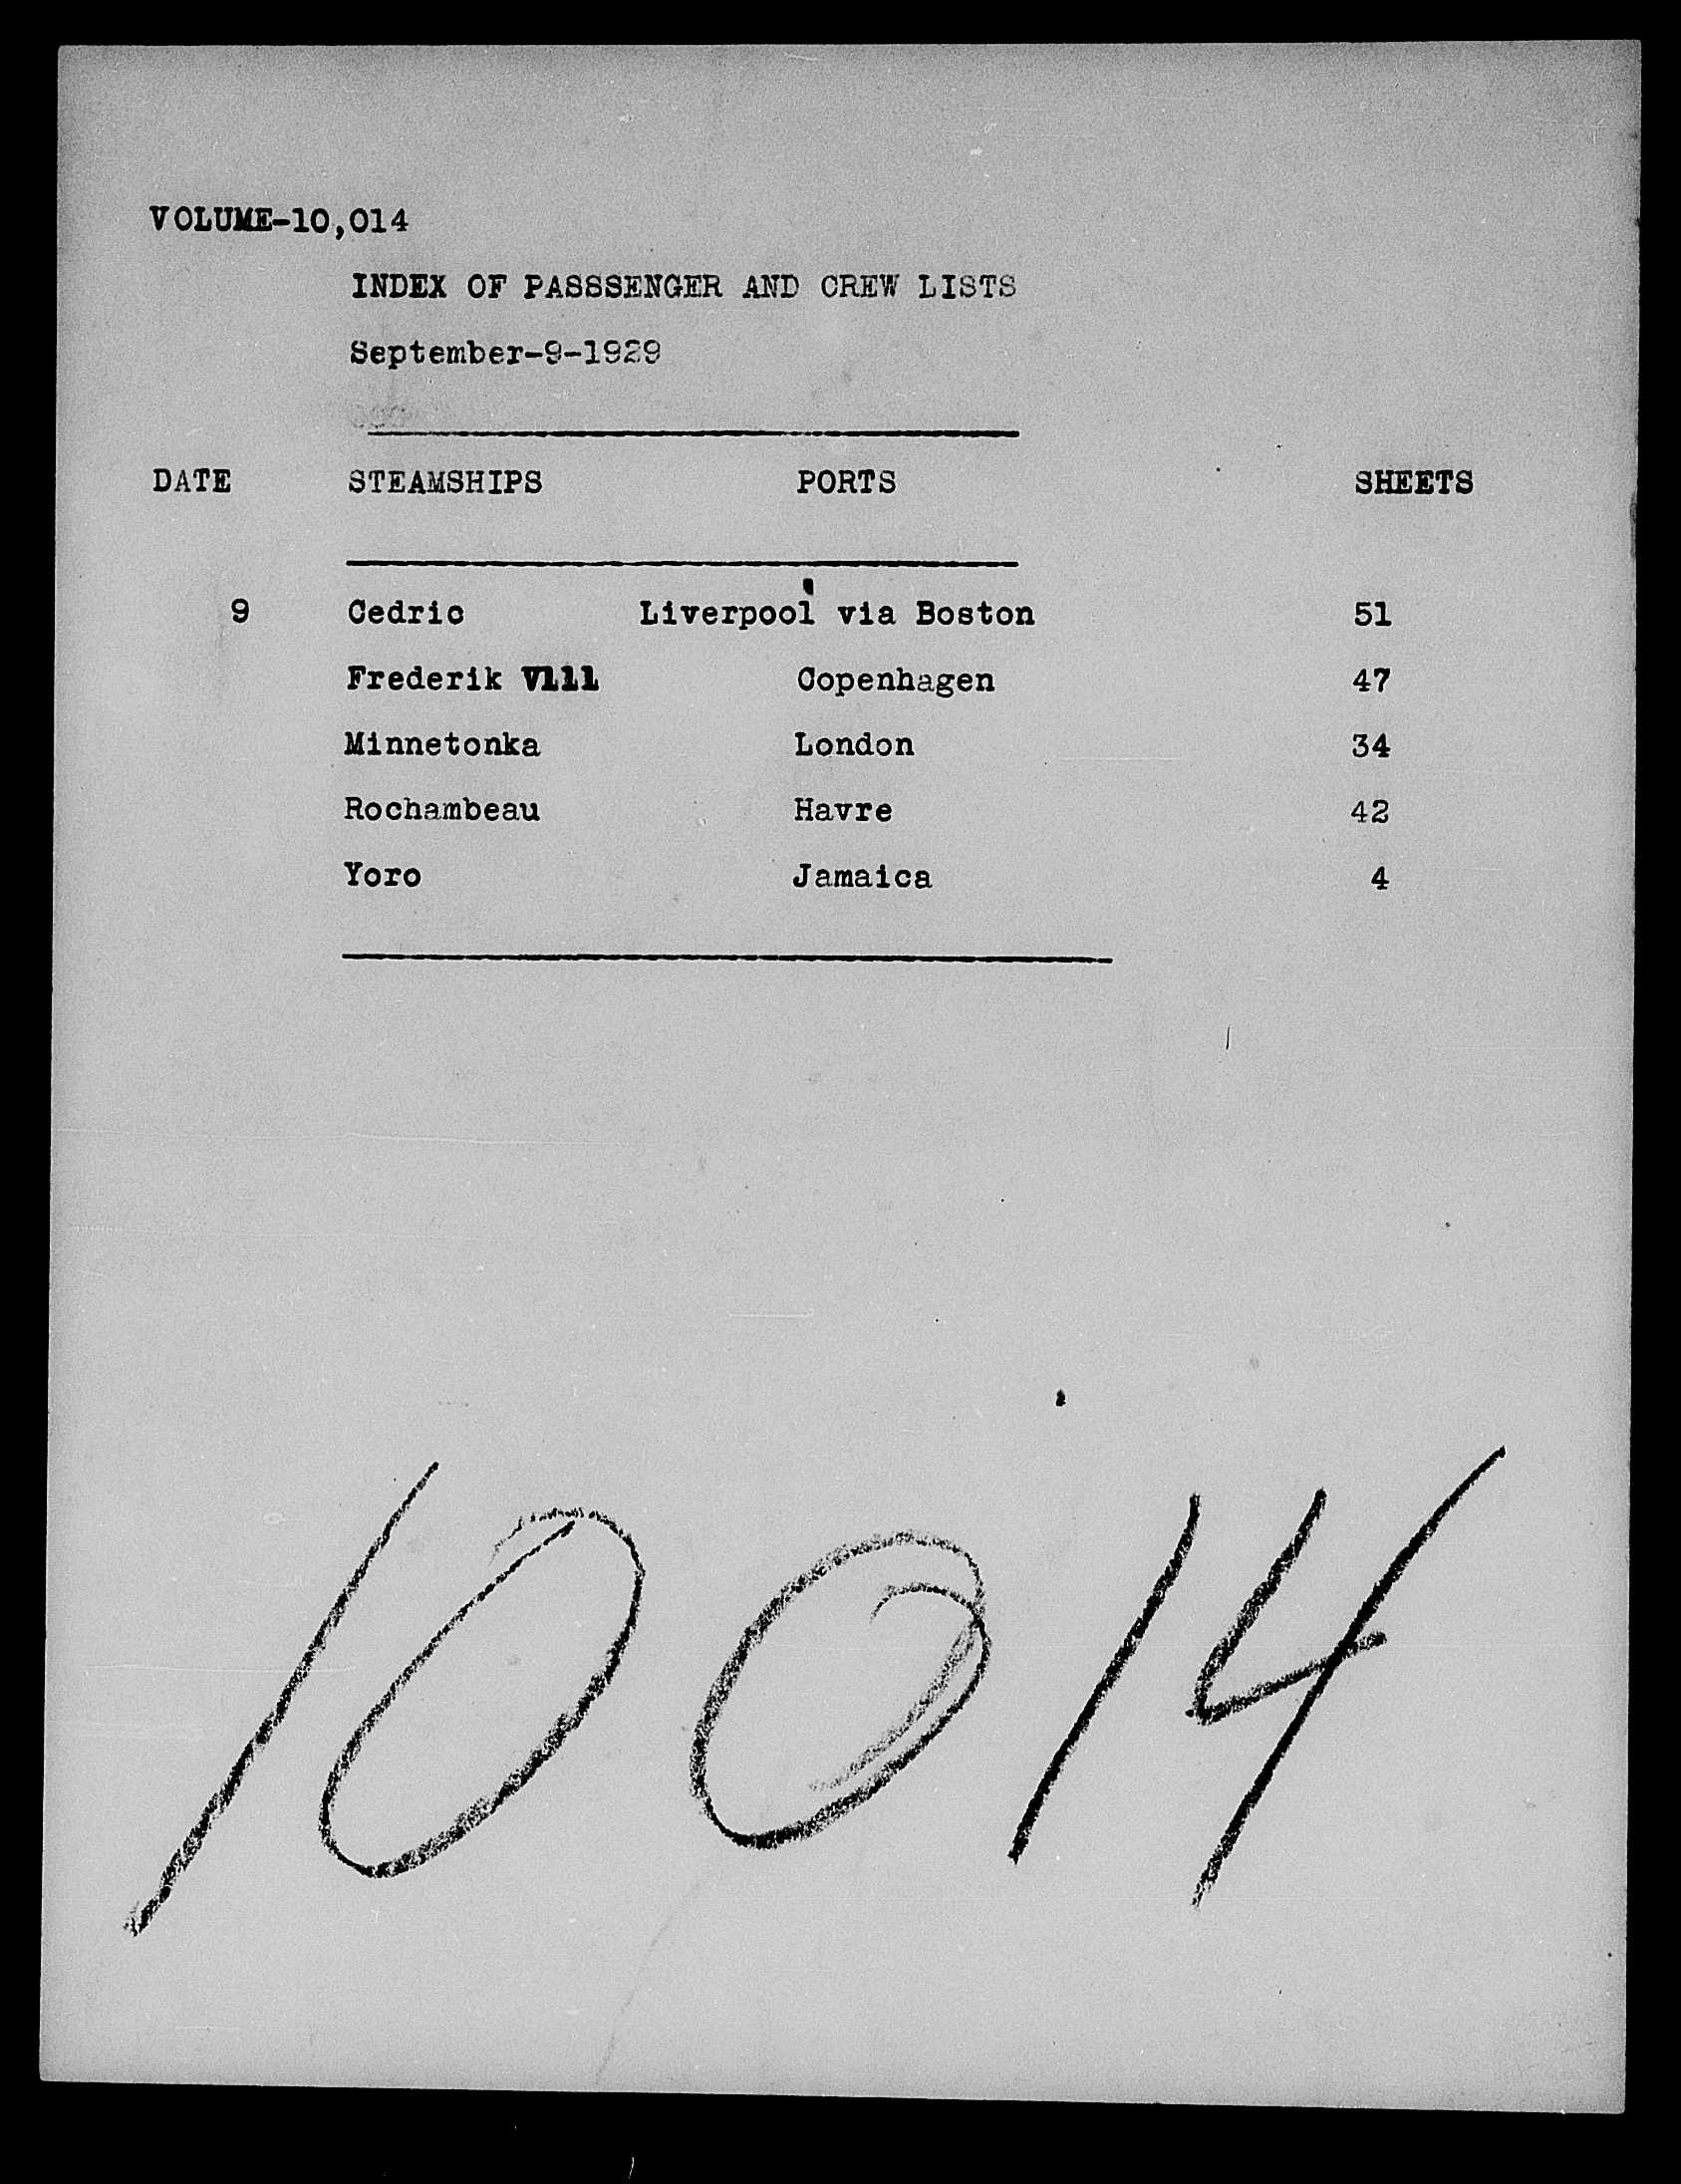 VOLUME-10,014
INDEX OF PASSSENGER AND CREW LISTS
September-9-1929
DATE STEAMSHIPS PORTS SHEETS
9 Cedric Liverpool via Boston 51
Frederik V111 Copenhagen 47
Minnetonka London 34
Rochambeau Havre 42
Yoro Jamaica 4
10014